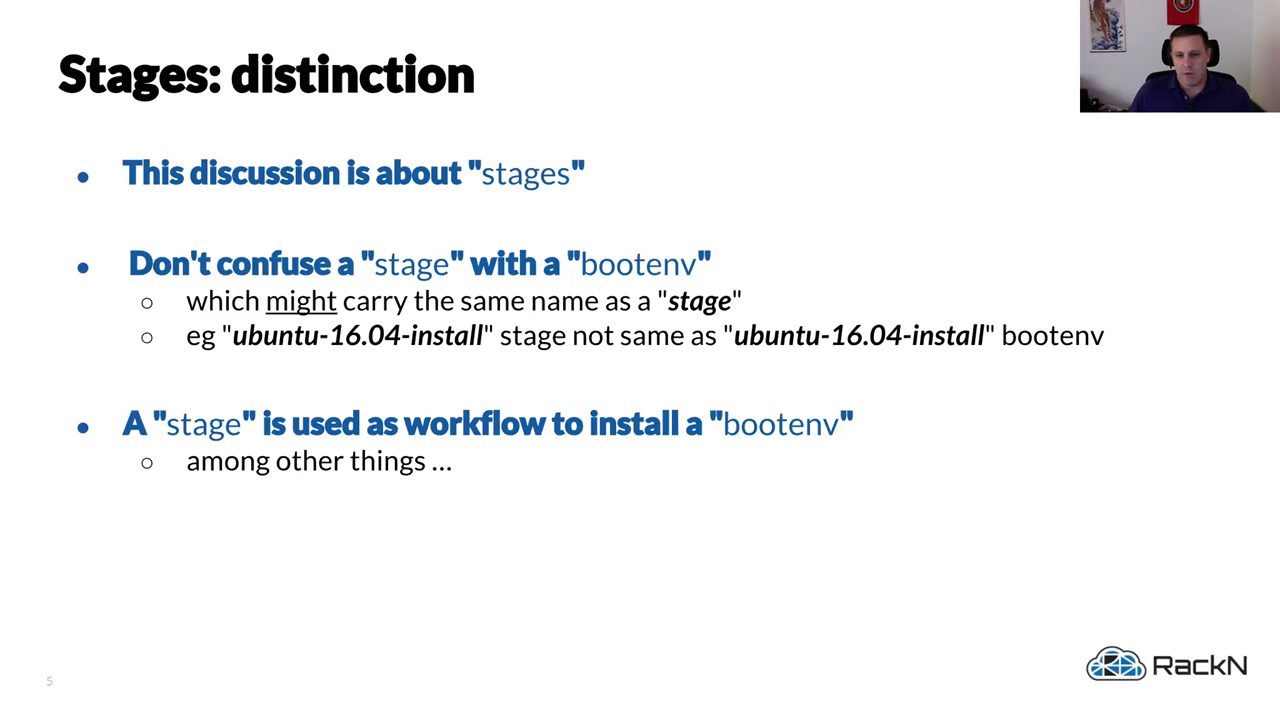 Stages: distinction
● This discussion is about "stages"
● Don't confuse a "stage" with a "bootenv"
○ which might carry the same name as a "stage"
○ eg "ubuntu-16.04-install" stage not same as "ubuntu-16.04-install" bootenv
● A "stage" is used as workflow to install a "bootenv"
○ among other things ...
5
RackN